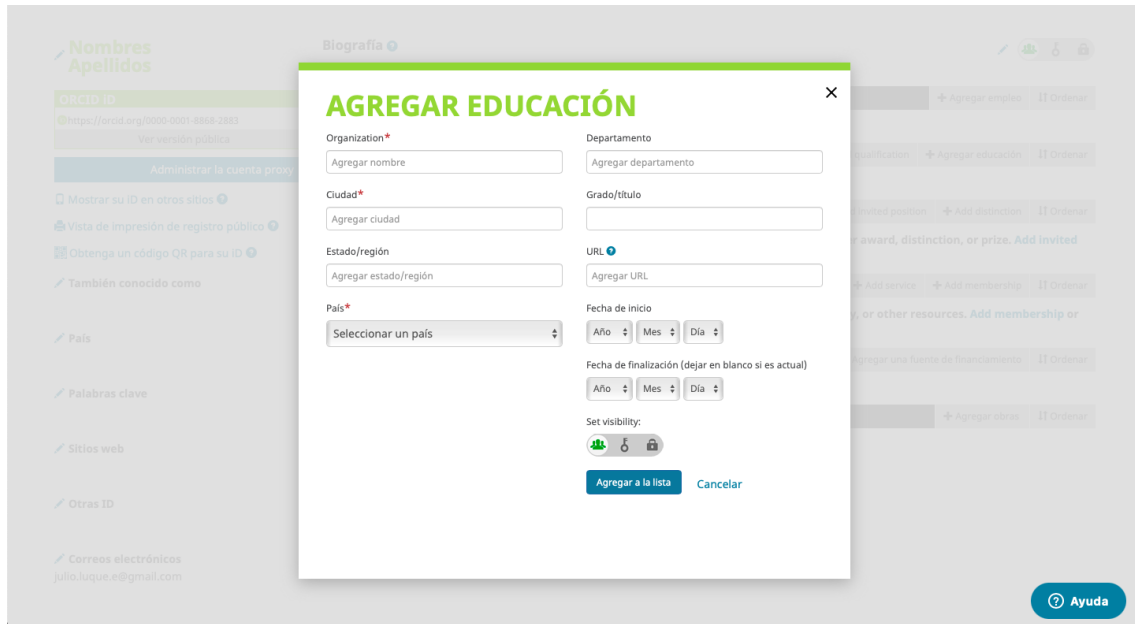 Nombres
Apellidos
Biografía
ORCID iD
https://orcid.org/0000-0001-6868-2883
Ver versión pública
Administrar la cuenta proxy
Mostrar su iD en otros sitios
Vista de impresión de registro público
Obtenga un código QR para su iD
También conocido como
País
Palabras clave
Sitios web
Otras ID
Correos electrónicos
julio.luque.e@gmail.com
AGREGAR EDUCACIÓN
Organization*
Agregar nombre
Ciudad*
Agregar ciudad
Estado/región
Agregar estado/región
País*
Seleccionar un país
Departamento
Agregar departamento
Grado/título
URL
Agregar URL
Fecha de inicio
Año Mes Día
Fecha de finalización (dejar en blanco si es actual)
Año Mes Día
Set visibility:
Agregar a la lista Cancelar
Agregar empleo Ordenar
qualification Agregar educación Ordenar
invited position Add distinction Ordenar
award, distinction, or prize. Add invited
Add service Add membership Ordenar
or other resources. Add membership or
Agregar una fuente de financiamiento Ordenar
Agregar obras Ordenar
Ayuda